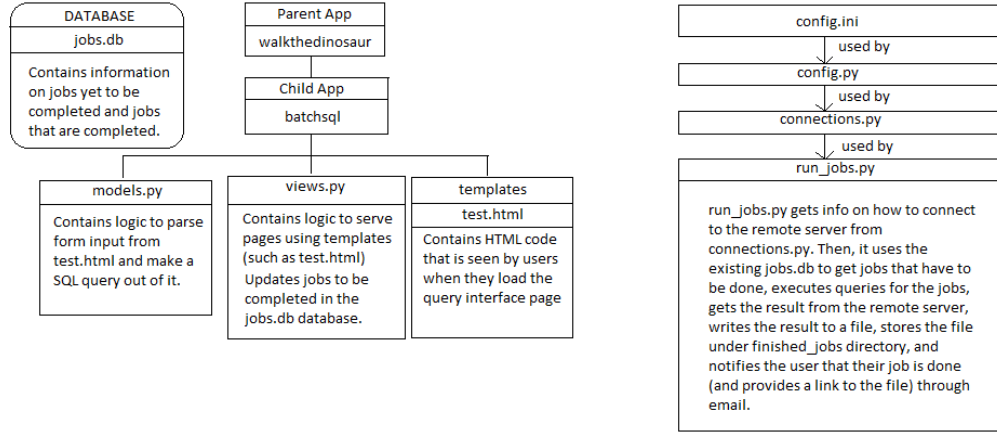 DATABASE
jobs.db
Contains information
on jobs yet to be
completed and jobs
that are completed.
Parent App
walkthedinosaur
Child App
batchsql
models.py
Contains logic to parse
form input from
test.html and make a
SQL query out of it.
views.py
Contains logic to serve
pages using templates
(such as test.html)
Updates jobs to be
completed in the
jobs.db database.
templates
test.html
Contains HTML code
that is seen by users
when they load the
query interface page
config.ini
used by
config.py
used by
connections.py
used by
run_jobs.py
run_jobs.py gets info on how to connect
to the remote server from
connections.py. Then, it uses the
existing jobs.db to get jobs that have to
be done, executes queries for the jobs,
gets the result from the remote server,
writes the result to a file, stores the file
under finished_jobs directory, and
notifies the user that their job is done
(and provides a link to the file) through
email.